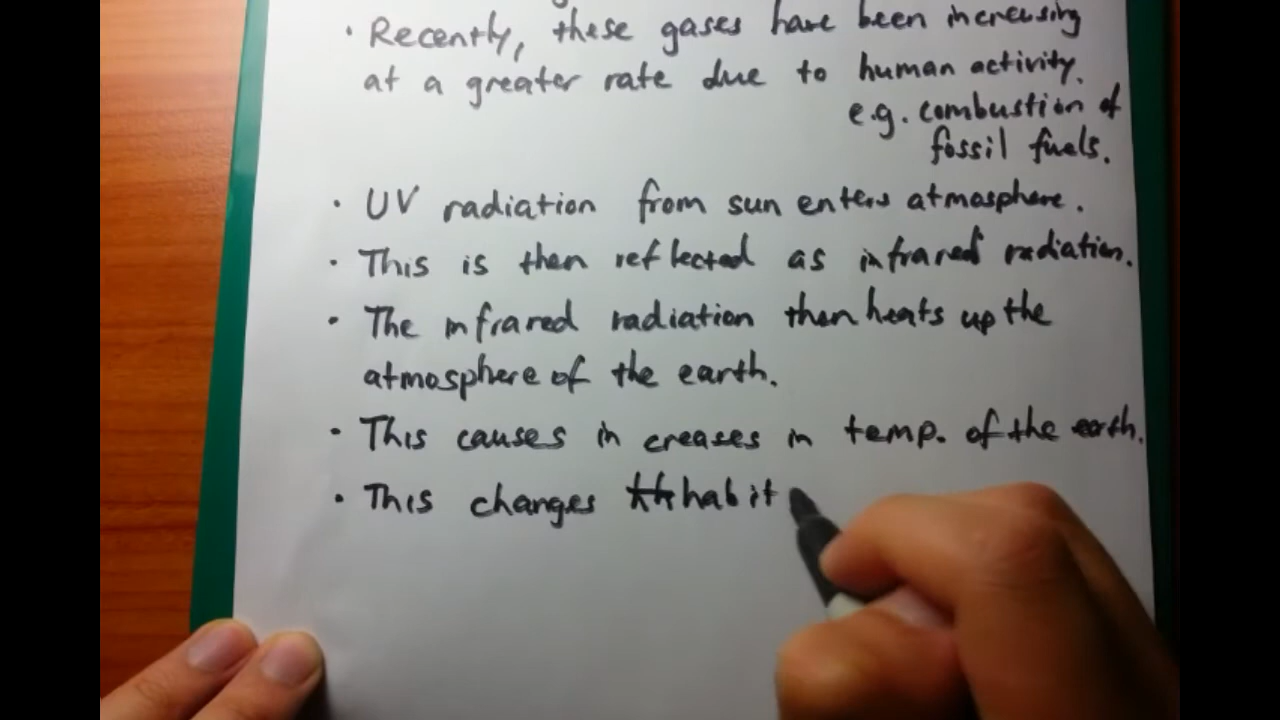 • Recently, these gases have been increasing
at a greater rate due to human activity.
e.g. combustion of
fossil fuels.
• UV radiation from sun enters atmosphere.
• This is then reflected as infrared radiation.
• The infrared radiation then heats up the
atmosphere of the earth.
• This causes increases in temp. of the earth.
• This changes habit